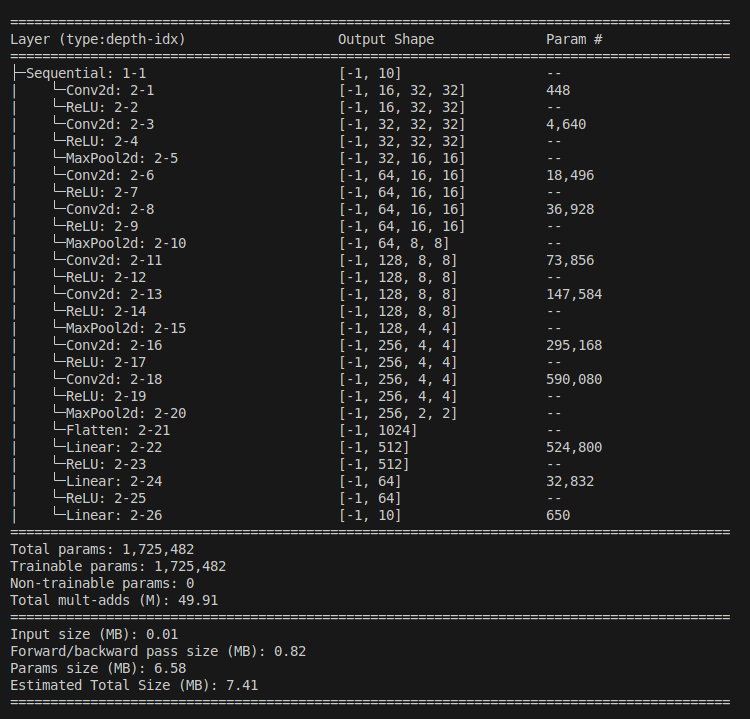 ==========================================================================================
Layer (type:depth-idx)                   Output Shape              Param #
==========================================================================================
├─Sequential: 1-1                        [-1, 10]                  --
|    └─Conv2d: 2-1                       [-1, 16, 32, 32]          448
|    └─ReLU: 2-2                         [-1, 16, 32, 32]          --
|    └─Conv2d: 2-3                       [-1, 32, 32, 32]          4,640
|    └─ReLU: 2-4                         [-1, 32, 32, 32]          --
|    └─MaxPool2d: 2-5                    [-1, 32, 16, 16]          --
|    └─Conv2d: 2-6                       [-1, 64, 16, 16]          18,496
|    └─ReLU: 2-7                         [-1, 64, 16, 16]          --
|    └─Conv2d: 2-8                       [-1, 64, 16, 16]          36,928
|    └─ReLU: 2-9                         [-1, 64, 16, 16]          --
|    └─MaxPool2d: 2-10                   [-1, 64, 8, 8]            --
|    └─Conv2d: 2-11                      [-1, 128, 8, 8]           73,856
|    └─ReLU: 2-12                        [-1, 128, 8, 8]           --
|    └─Conv2d: 2-13                      [-1, 128, 8, 8]           147,584
|    └─ReLU: 2-14                        [-1, 128, 8, 8]           --
|    └─MaxPool2d: 2-15                   [-1, 128, 4, 4]           --
|    └─Conv2d: 2-16                      [-1, 256, 4, 4]           295,168
|    └─ReLU: 2-17                        [-1, 256, 4, 4]           --
|    └─Conv2d: 2-18                      [-1, 256, 4, 4]           590,080
|    └─ReLU: 2-19                        [-1, 256, 4, 4]           --
|    └─MaxPool2d: 2-20                   [-1, 256, 2, 2]           --
|    └─Flatten: 2-21                     [-1, 1024]                --
|    └─Linear: 2-22                      [-1, 512]                 524,800
|    └─ReLU: 2-23                        [-1, 512]                 --
|    └─Linear: 2-24                      [-1, 64]                  32,832
|    └─ReLU: 2-25                        [-1, 64]                  --
|    └─Linear: 2-26                      [-1, 10]                  650
==========================================================================================
Total params: 1,725,482
Trainable params: 1,725,482
Non-trainable params: 0
Total mult-adds (M): 49.91
==========================================================================================
Input size (MB): 0.01
Forward/backward pass size (MB): 0.82
Params size (MB): 6.58
Estimated Total Size (MB): 7.41
==========================================================================================